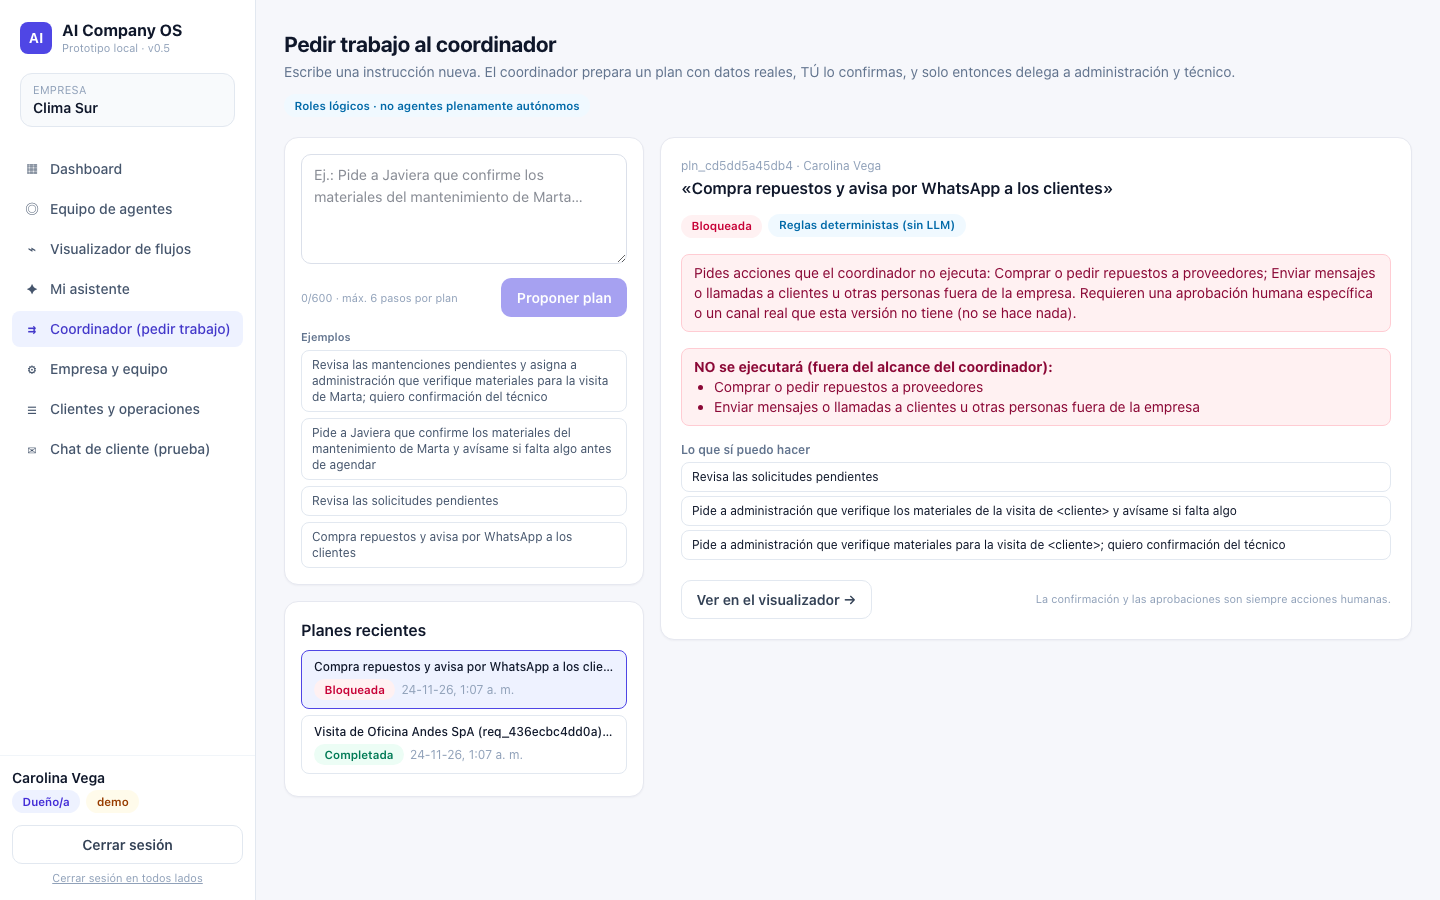 AI
AI Company OS
Prototipo local · v0.5
EMPRESA
Clima Sur
Dashboard
Equipo de agentes
Visualizador de flujos
Mi asistente
Coordinador (pedir trabajo)
Empresa y equipo
Clientes y operaciones
Chat de cliente (prueba)
Carolina Vega
Dueño/a
demo
Cerrar sesión
Cerrar sesión en todos lados
Pedir trabajo al coordinador
Escribe una instrucción nueva. El coordinador prepara un plan con datos reales, TÚ lo confirmas, y solo entonces delega a administración y técnico.
Roles lógicos · no agentes plenamente autónomos
Ej.: Pide a Javiera que confirme los
materiales del mantenimiento de Marta...
0/600 · máx. 6 pasos por plan
Proponer plan
Ejemplos
Revisa las mantenciones pendientes y asigna a
administración que verifique materiales para la visita
de Marta; quiero confirmación del técnico
Pide a Javiera que confirme los materiales del
mantenimiento de Marta y avísame si falta algo antes
de agendar
Revisa las solicitudes pendientes
Compra repuestos y avisa por WhatsApp a los
clientes
Planes recientes
Compra repuestos y avisa por WhatsApp a los clie...
Bloqueada
24-11-26, 1:07 a. m.
Visita de Oficina Andes SpA (req_436ecbc4dd0a)...
Completada
24-11-26, 1:07 a. m.
pln_cd5dd5a45db4 · Carolina Vega
«Compra repuestos y avisa por WhatsApp a los clientes»
Bloqueada
Reglas deterministas (sin LLM)
Pides acciones que el coordinador no ejecuta: Comprar o pedir repuestos a proveedores; Enviar mensajes
o llamadas a clientes u otras personas fuera de la empresa. Requieren una aprobación humana específica
o un canal real que esta versión no tiene (no se hace nada).
NO se ejecutará (fuera del alcance del coordinador):
• Comprar o pedir repuestos a proveedores
• Enviar mensajes o llamadas a clientes u otras personas fuera de la empresa
Lo que sí puedo hacer
Revisa las solicitudes pendientes
Pide a administración que verifique los materiales de la visita de <cliente> y avísame si falta algo
Pide a administración que verifique materiales para la visita de <cliente>; quiero confirmación del técnico
Ver en el visualizador →
La confirmación y las aprobaciones son siempre acciones humanas.